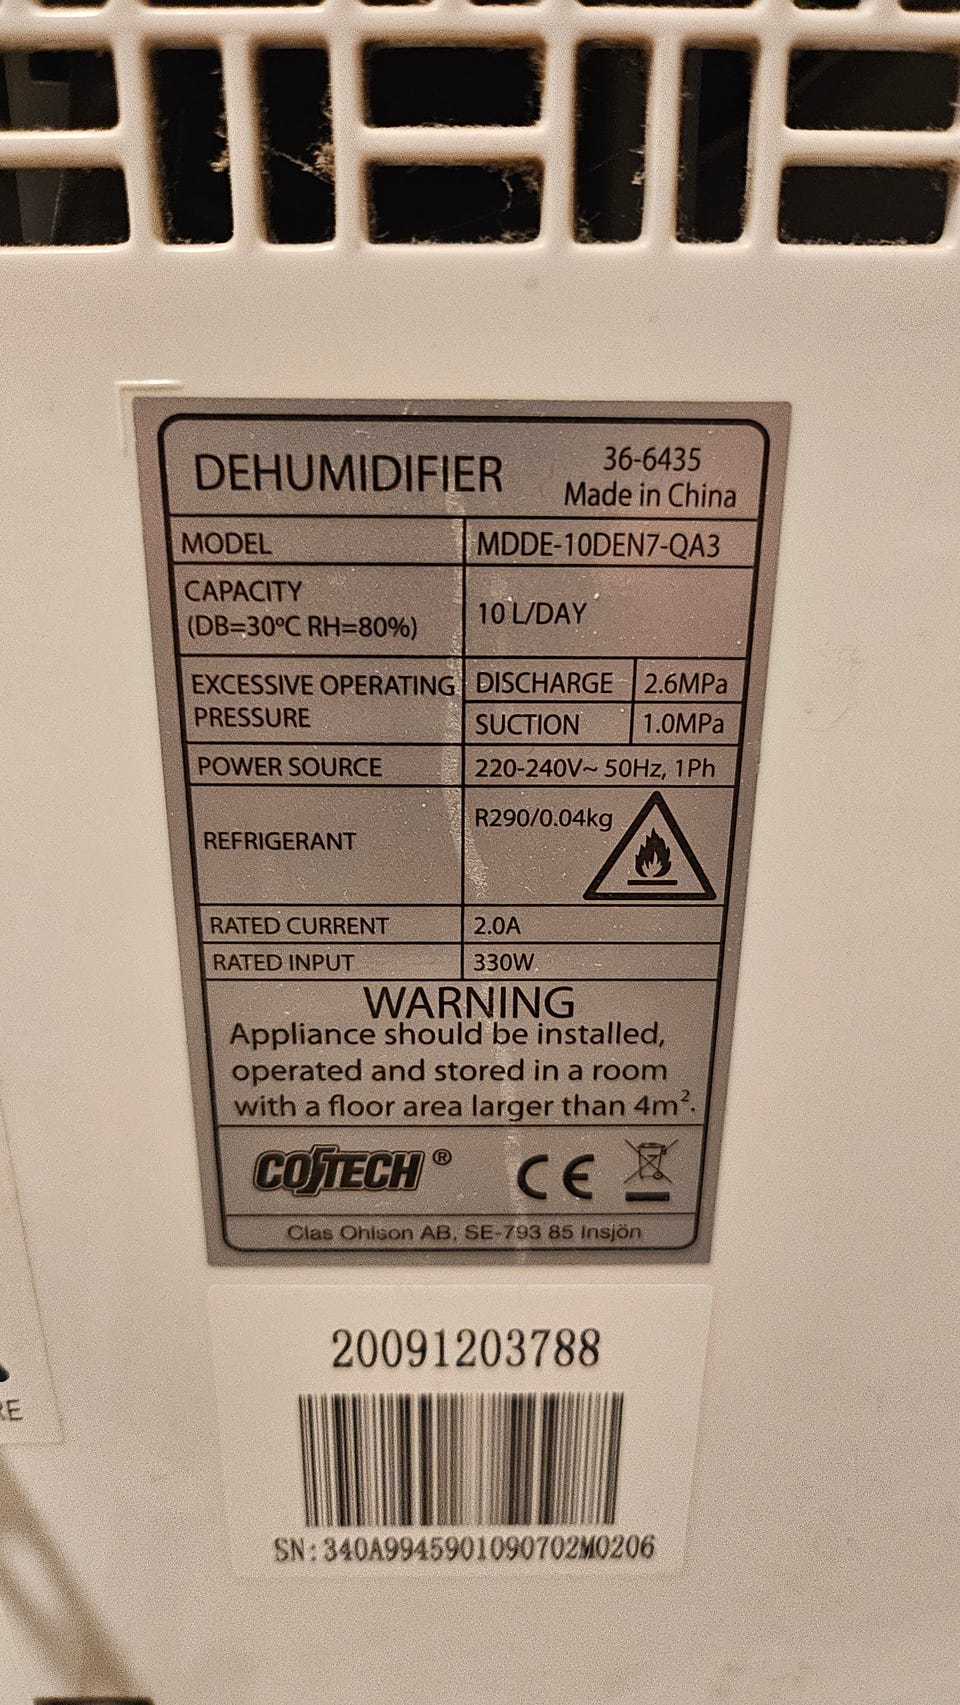 DEHUMIDIFIER
36-6435
Made in China
MODEL
MDDE-10DEN7-QA3
CAPACITY
(DB=30ºC RH=80%)
10 L/DAY
EXCESSIVE OPERATING
PRESSURE
DISCHARGE
2.6MPa
SUCTION
1.0MPa
POWER SOURCE
220-240V~ 50Hz, 1Ph
REFRIGERANT
R290/0.04kg
RATED CURRENT
2.0A
RATED INPUT
330W
WARNING
Appliance should be installed,
operated and stored in a room
with a floor area larger than 4m².
COTECH ®
CE
Clas Ohlson AB, SE-793 85 Insjön
20091203788
SN:340A9945901090702M0206